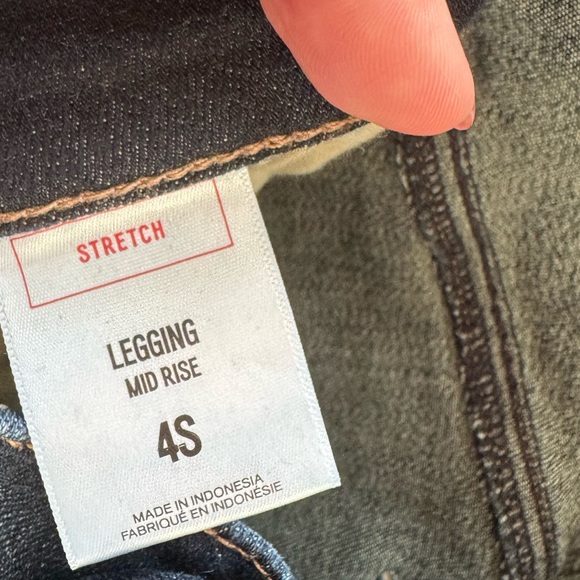 STRETCH
LEGGING
MID RISE
4S
MADE IN INDONESIA
FABRIQUÉ EN INDONÉSIE